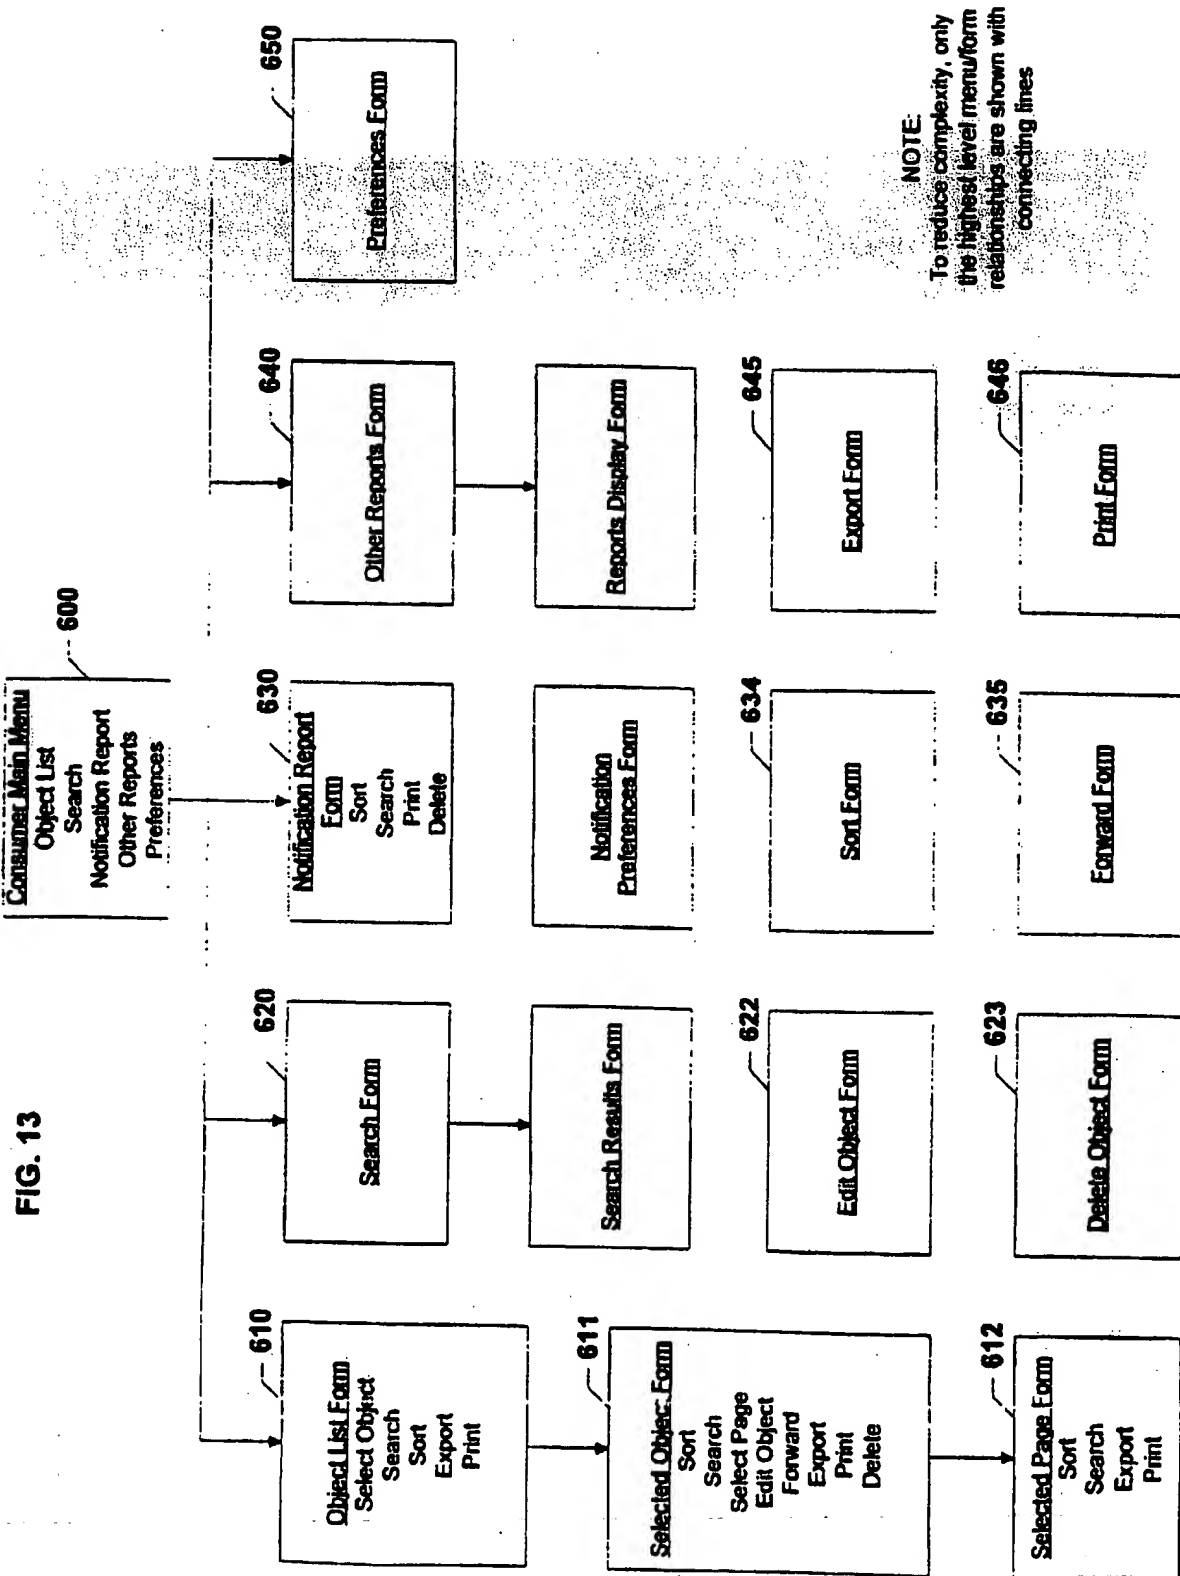 FIG. 13
Consumer Main Menu
Object List
Search
Notification Report
Other Reports
Preferences
600
610
Object List Form
Select Object
Search
Sort
Export
Print
620
Search Form
630
Notification Report
Form
Sort
Search
Print
Delete
640
Other Reports Form
650
Preferences Form
611
Selected Object Form
Sort
Search
Select Page
Edit Object
Forward
Export
Print
Delete
Search Results Form
Notification
Preferences Form
Reports Display Form
622
Edit Object Form
634
Sort Form
645
Export Form
612
Selected Page Form
Sort
Search
Export
Print
623
Delete Object Form
635
Forward Form
646
Print Form
NOTE:
To reduce complexity, only
the highest level menu/form
relationships are shown with
connecting lines